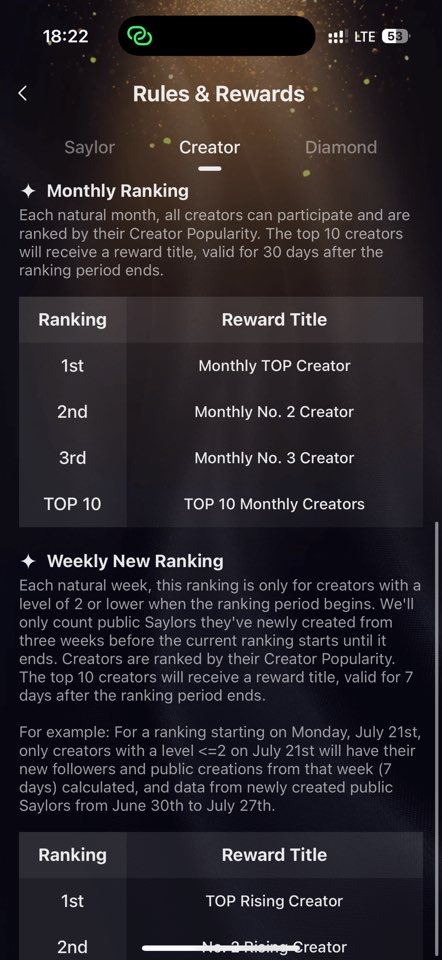 18:22 LTE 53
Rules & Rewards
Saylor Creator Diamond
Monthly Ranking
Each natural month, all creators can participate and are
ranked by their Creator Popularity. The top 10 creators
will receive a reward title, valid for 30 days after the
ranking period ends.
Ranking Reward Title
1st Monthly TOP Creator
2nd Monthly No. 2 Creator
3rd Monthly No. 3 Creator
TOP 10 TOP 10 Monthly Creators
Weekly New Ranking
Each natural week, this ranking is only for creators with a
level of 2 or lower when the ranking period begins. We'll
only count public Saylors they've newly created from
three weeks before the current ranking starts until it
ends. Creators are ranked by their Creator Popularity.
The top 10 creators will receive a reward title, valid for 7
days after the ranking period ends.
For example: For a ranking starting on Monday, July 21st,
only creators with a level <=2 on July 21st will have their
new followers and public creations from that week (7
days) calculated, and data from newly created public
Saylors from June 30th to July 27th.
Ranking Reward Title
1st TOP Rising Creator
2nd No. 2 Rising Creator